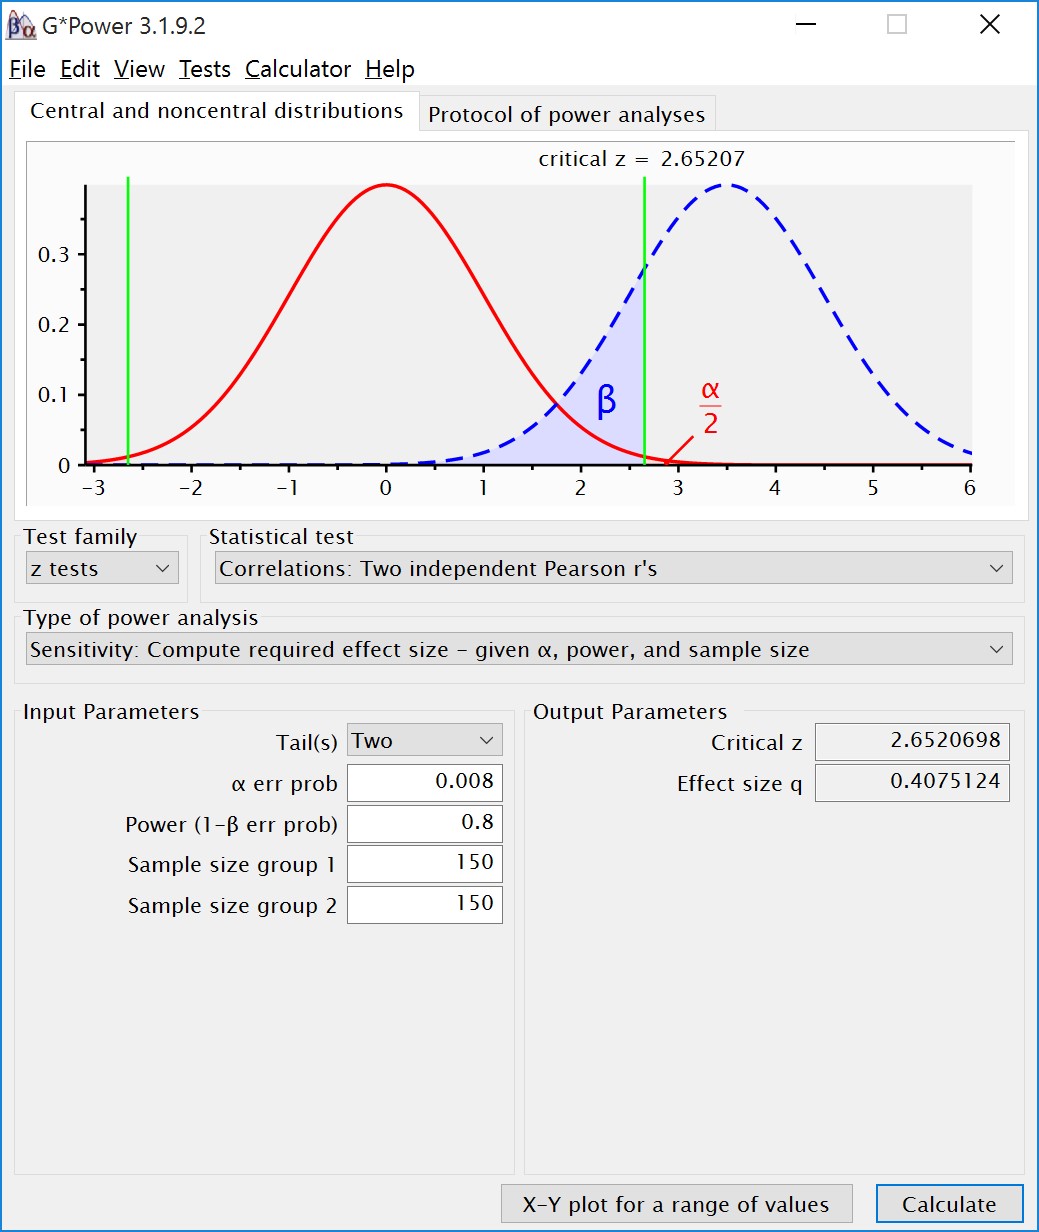 βα G*Power 3.1.9.2
File Edit View Tests Calculator Help
Central and noncentral distributions Protocol of power analyses
critical z = 2.65207
0.3
0.2
0.1
0
β
α
2
−3 −2 −1 0 1 2 3 4 5 6
Test family Statistical test
z tests Correlations: Two independent Pearson r's
Type of power analysis
Sensitivity: Compute required effect size − given α, power, and sample size
Input Parameters Output Parameters
Tail(s) Two Critical z 2.6520698
α err prob 0.008 Effect size q 0.4075124
Power (1−β err prob) 0.8
Sample size group 1 150
Sample size group 2 150
X−Y plot for a range of values Calculate